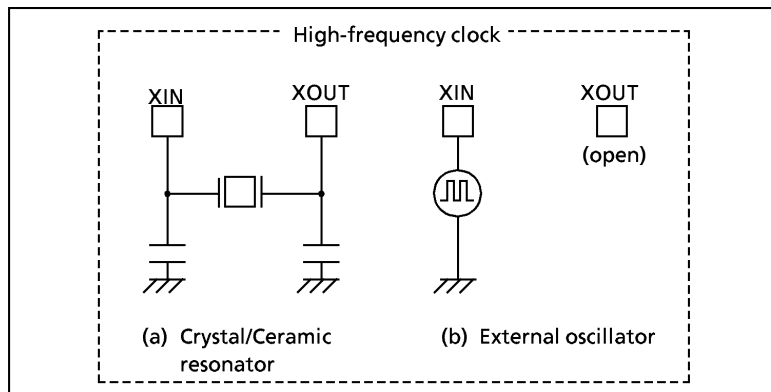 High-frequency clock
XIN
XOUT
XIN
XOUT
(open)
(a) Crystal/Ceramic
resonator
(b) External oscillator